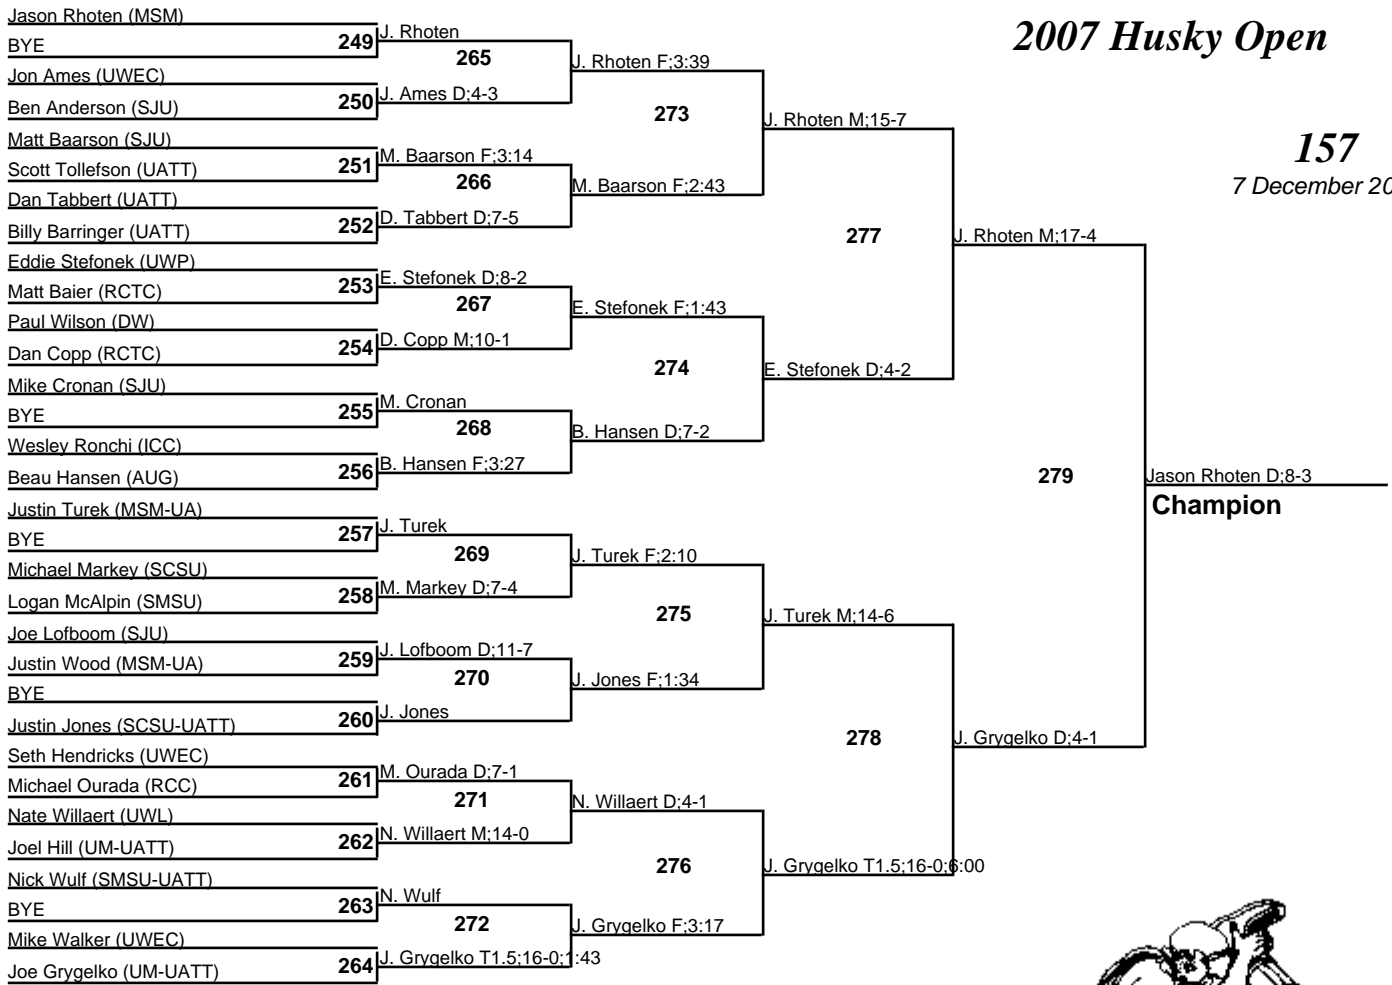 2007 Husky Open
157
7 December 20
Jason Rhoten (MSM)
BYE
249
J. Rhoten
265
Jon Ames (UWEC)
Ben Anderson (SJU)
250
J. Ames D;4-3
J. Rhoten F;3:39
273
Matt Baarson (SJU)
Scott Tollefson (UATT)
251
M. Baarson F;3:14
266
Dan Tabbert (UATT)
Billy Barringer (UATT)
252
D. Tabbert D;7-5
M. Baarson F;2:43
J. Rhoten M;15-7
277
Eddie Stefonek (UWP)
Matt Baier (RCTC)
253
E. Stefonek D;8-2
267
Paul Wilson (DW)
Dan Copp (RCTC)
254
D. Copp M;10-1
E. Stefonek F;1:43
274
Mike Cronan (SJU)
BYE
255
M. Cronan
268
Wesley Ronchi (ICC)
Beau Hansen (AUG)
256
B. Hansen F;3:27
B. Hansen D;7-2
E. Stefonek D;4-2
J. Rhoten M;17-4
279
Jason Rhoten D;8-3
Champion
Justin Turek (MSM-UA)
BYE
257
J. Turek
269
Michael Markey (SCSU)
Logan McAlpin (SMSU)
258
M. Markey D;7-4
J. Turek F;2:10
275
Joe Lofboom (SJU)
Justin Wood (MSM-UA)
259
J. Lofboom D;11-7
270
BYE
Justin Jones (SCSU-UATT)
260
J. Jones
J. Jones F;1:34
J. Turek M;14-6
278
Seth Hendricks (UWEC)
Michael Ourada (RCC)
261
M. Ourada D;7-1
271
Nate Willaert (UWL)
Joel Hill (UM-UATT)
262
N. Willaert M;14-0
N. Willaert D;4-1
276
Nick Wulf (SMSU-UATT)
BYE
263
N. Wulf
272
Mike Walker (UWEC)
Joe Grygelko (UM-UATT)
264
J. Grygelko T1.5;16-0;1:43
J. Grygelko F;3:17
J. Grygelko T1.5;16-0;6:00
J. Grygelko D;4-1